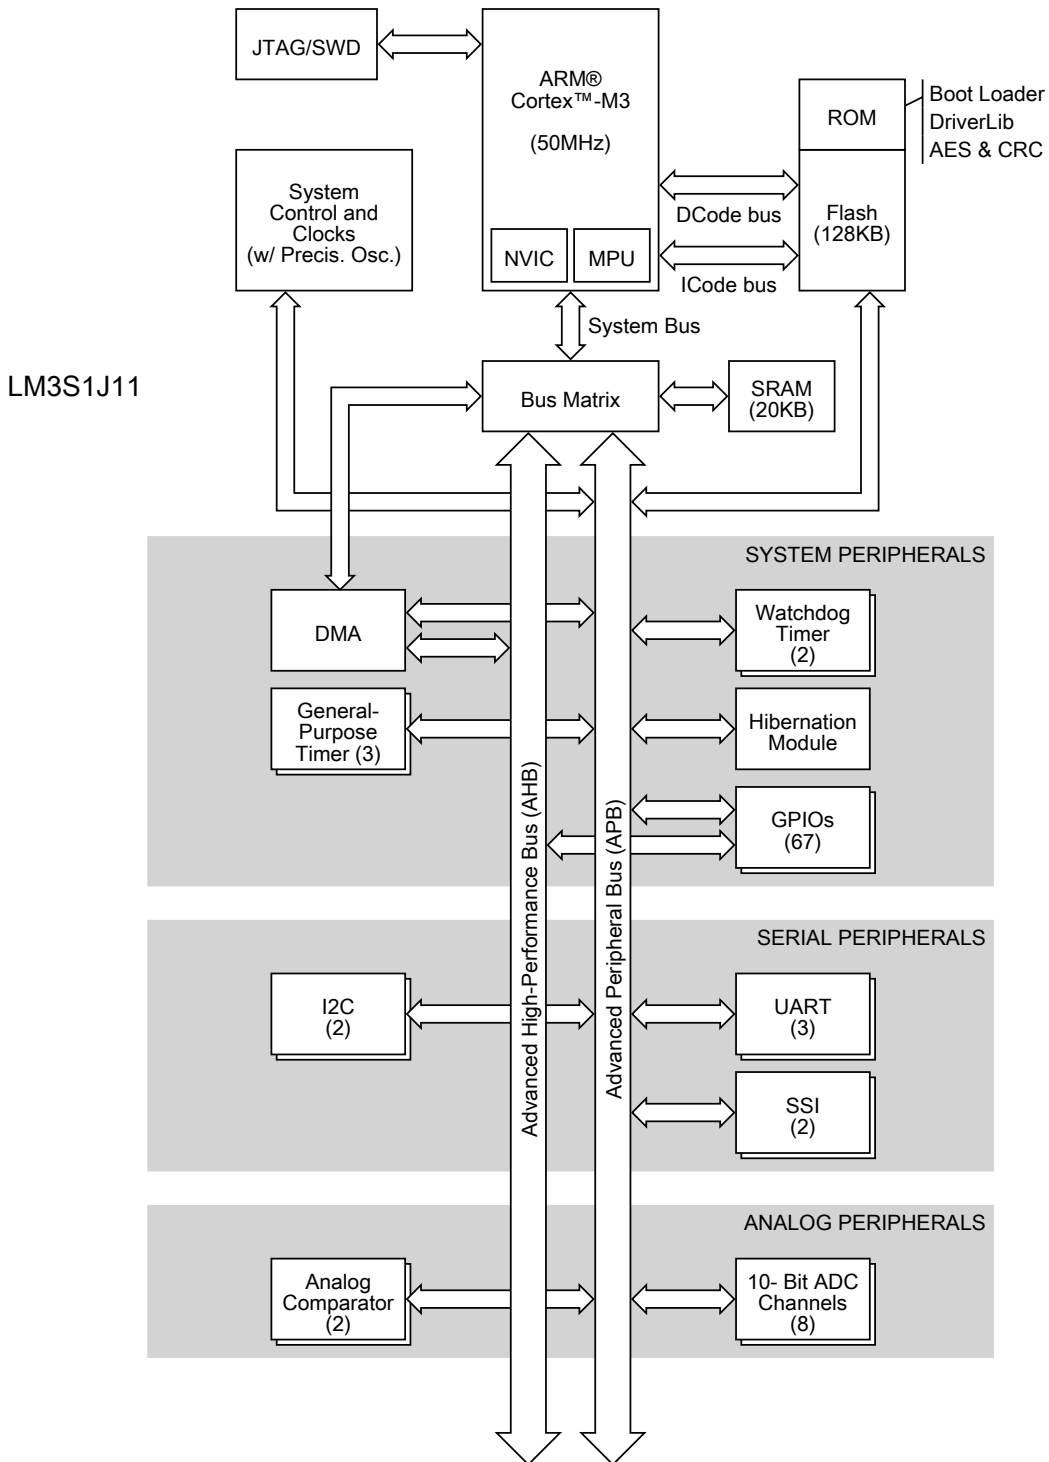 JTAG/SWD
ARM®
Cortex™-M3
(50MHz)
NVIC
MPU
ROM
Boot Loader
DriverLib
AES & CRC
Flash
(128KB)
System
Control and
Clocks
(w/ Precis. Osc.)
DCode bus
ICode bus
System Bus
LM3S1J11
Bus Matrix
SRAM
(20KB)
SYSTEM PERIPHERALS
DMA
Watchdog
Timer
(2)
General-
Purpose
Timer (3)
Hibernation
Module
GPIOs
(67)
Advanced High-Performance Bus (AHB)
Advanced Peripheral Bus (APB)
SERIAL PERIPHERALS
I2C
(2)
UART
(3)
SSI
(2)
ANALOG PERIPHERALS
Analog
Comparator
(2)
10- Bit ADC
Channels
(8)